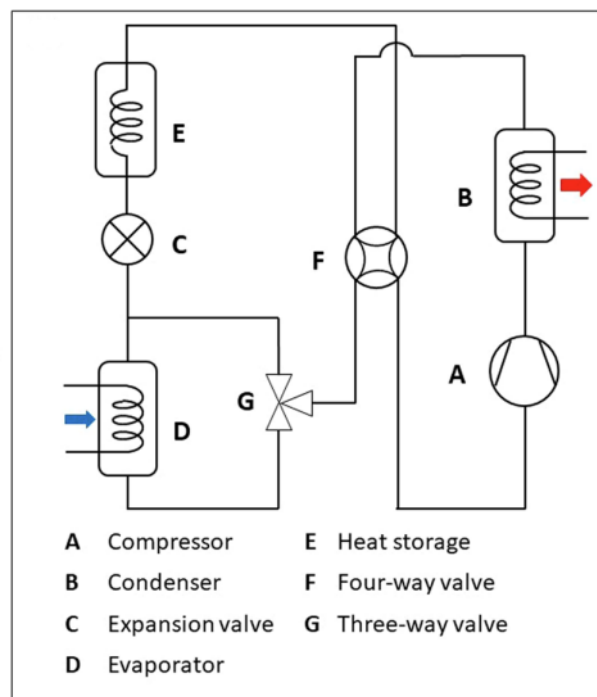 E
C
F
B
A
G
D
A Compressor E Heat storage
B Condenser F Four-way valve
C Expansion valve G Three-way valve
D Evaporator